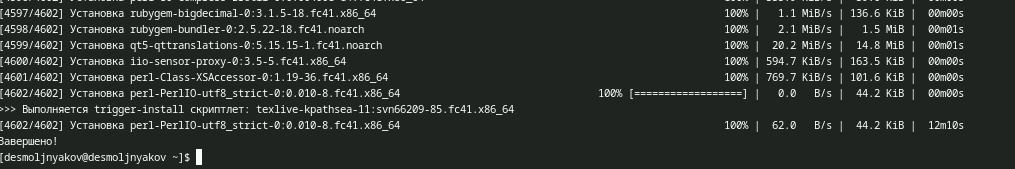 [4597/4602] Установка rubygem-bigdecimal-0:3.1.5-18.fc41.x86_64 100% | 1.1 MiB/s | 136.6 KiB | 00m00s
[4598/4602] Установка rubygem-bundler-0:2.5.22-18.fc41.noarch 100% | 2.1 MiB/s | 1.5 MiB | 00m01s
[4599/4602] Установка qt5-qttranslations-0:5.15.15-1.fc41.noarch 100% | 20.2 MiB/s | 14.8 MiB | 00m01s
[4600/4602] Установка iio-sensor-proxy-0:3.5-5.fc41.x86_64 100% | 594.7 KiB/s | 163.5 KiB | 00m00s
[4601/4602] Установка perl-Class-XSAccessor-0:1.19-36.fc41.x86_64 100% | 769.7 KiB/s | 101.6 KiB | 00m00s
[4602/4602] Установка perl-PerlIO-utf8_strict-0:0.010-8.fc41.x86_64 100% [==================] | 0.0 B/s | 44.2 KiB | 00m00s
>>> Выполняется trigger-install скриптлет: texlive-kpathsea-11:svn66209-85.fc41.x86_64
[4602/4602] Установка perl-PerlIO-utf8_strict-0:0.010-8.fc41.x86_64 100% | 62.0 B/s | 44.2 KiB | 12m10s
Завершено!
[desmoljnyakov@desmoljnyakov ~]$